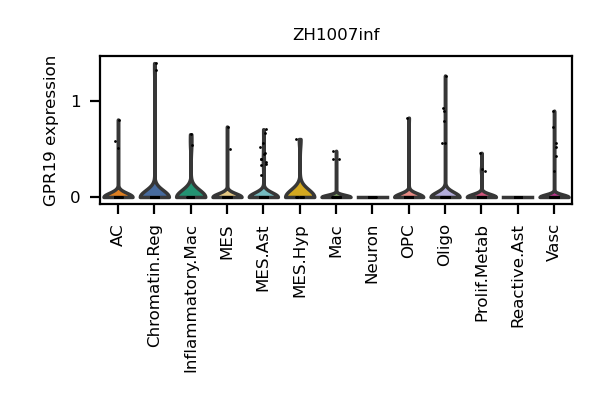 ZH1007inf
GPR19 expression
1
0
AC
Chromatin.Reg
Inflammatory.Mac
MES
MES.Ast
MES.Hyp
Mac
Neuron
OPC
Oligo
Prolif.Metab
Reactive.Ast
Vasc